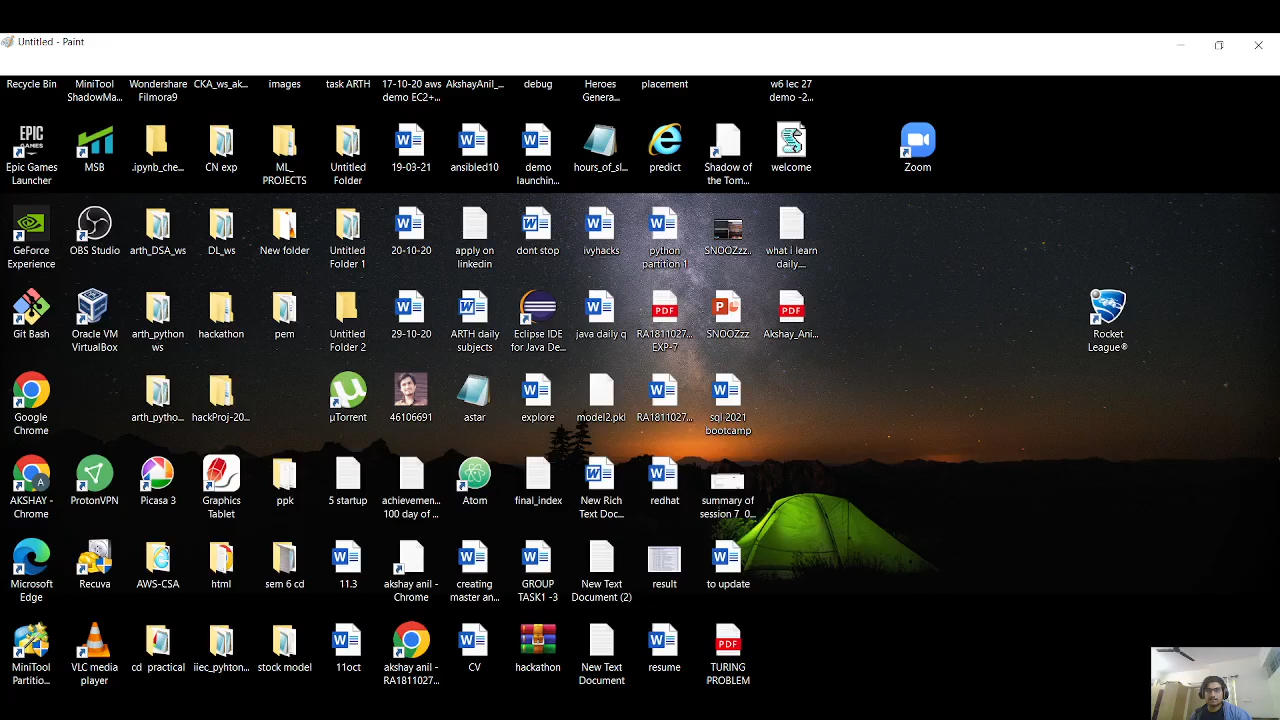 Untitled - Paint
Recycle Bin
MiniTool
ShadowMa...
Wondershare
Filmora9
CKA_ws_ak...
images
task ARTH
17-10-20 aws
demo EC2+...
AkshayAnil_...
debug
Heroes
Genera...
placement
w6 lec 27
demo -2...
EPIC
GAMES
Epic Games
Launcher
MSB
.ipynb_che...
CN exp
ML_
PROJECTS
Untitled
Folder
19-03-21
ansibled10
demo
launchin...
hours_of_sl...
predict
Shadow of
the Tom...
welcome
Zoom
GeForce
Experience
OBS Studio
arth_DSA_ws
DL_ws
New folder
Untitled
Folder 1
20-10-20
apply on
linkedin
dont stop
ivyhacks
python
partition 1
SNOOZzz...
what i learn
daily....
Git Bash
Oracle VM
VirtualBox
arth_python
ws
hackathon
pem
Untitled
Folder 2
29-10-20
ARTH daily
subjects
Eclipse IDE
for Java De...
java daily q
PDF
RA1811027...
EXP-7
SNOOZzz
PDF
Akshay_Ani...
Rocket
League®
Google
Chrome
arth_pytho...
hackProj-20...
µTorrent
46106691
astar
explore
model2.pkl
RA1811027...
sql 2021
bootcamp
AKSHAY -
Chrome
ProtonVPN
Picasa 3
Graphics
Tablet
ppk
5 startup
achievemen...
100 day of ...
Atom
final_index
New Rich
Text Doc...
redhat
summary of
session 7_0...
Microsoft
Edge
Recuva
AWS-CSA
html
sem 6 cd
11.3
akshay anil -
Chrome
creating
master an...
GROUP
TASK1 -3
New Text
Document (2)
result
to update
MiniTool
Partitio...
VLC media
player
cd practical
iiec_pyhton...
stock model
11oct
akshay anil -
RA1811027...
CV
hackathon
New Text
Document
resume
PDF
TURING
PROBLEM